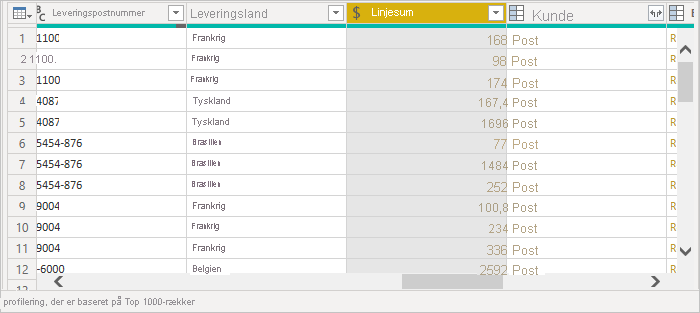 Leveringspostnummer Leveringsland $ Linjesum Kunde
1 1100 Frankrig 168 Post R
2 1100. Frankrig 98 Post R
3 1100 Frankrig 174 Post R
4 4087 Tyskland 167,4 Post R
5 4087 Tyskland 1696 Post R
6 5454-876 Brasilien 77 Post R
7 5454-876 Brasilien 1484 Post R
8 5454-876 Brasilien 252 Post R
9 9004 Frankrig 100,8 Post R
10 9004 Frankrig 234 Post R
11 9004 Frankrig 336 Post R
12 -6000 Belgien 2592 Post R
profilering, der er baseret på Top 1000-rækker